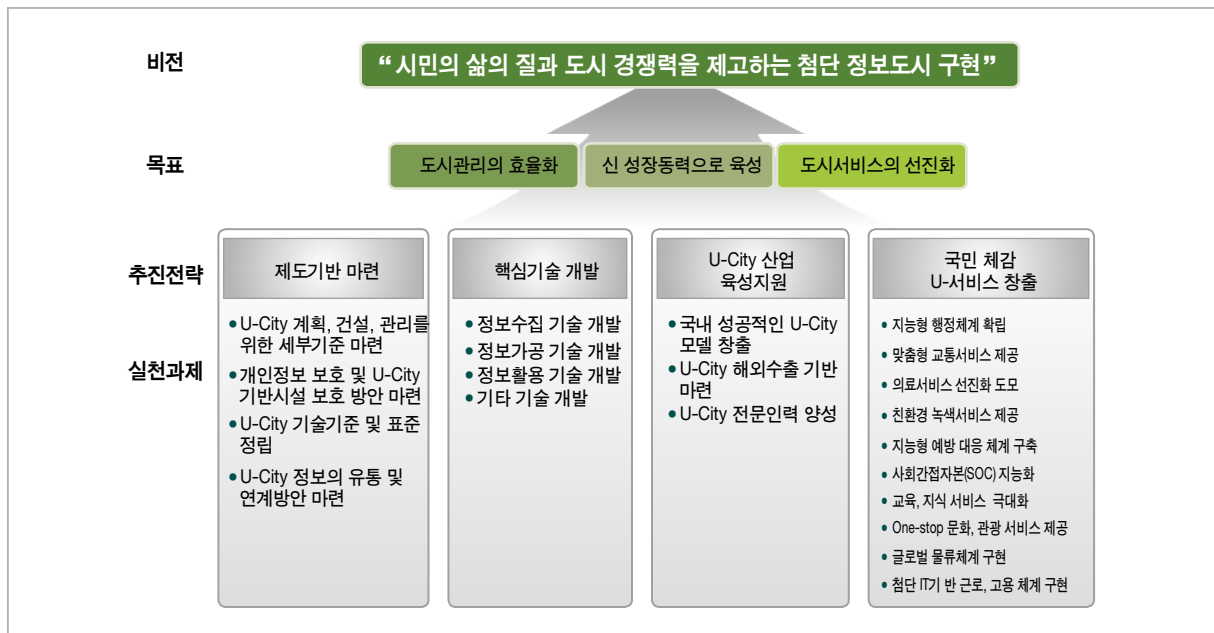 비전
“시민의 삶의 질과 도시 경쟁력을 제고하는 첨단 정보도시 구현”
목표
도시관리의 효율화
신 성장동력으로 육성
도시서비스의 선진화
추진전략
제도기반 마련
핵심기술 개발
U-City 산업
육성지원
국민 체감
U-서비스 창출
실천과제
•U-City 계획, 건설, 관리를
위한 세부기준 마련
•개인정보 보호 및 U-City
기반시설 보호 방안 마련
•U-City 기술기준 및 표준
정립
•U-City 정보의 유통 및
연계방안 마련
•정보수집 기술 개발
•정보가공 기술 개발
•정보활용 기술 개발
•기타 기술 개발
•국내 성공적인 U-City
모델 창출
•U-City 해외수출 기반
마련
•U-City 전문인력 양성
• 지능형 행정체계 확립
• 맞춤형 교통서비스 제공
• 의료서비스 선진화 도모
• 친환경 녹색서비스 제공
• 지능형 예방 대응 체계 구축
• 사회간접자본(SOC) 지능화
• 교육, 지식 서비스 극대화
• One-stop 문화, 관광 서비스 제공
• 글로벌 물류체계 구현
• 첨단 IT기 반 근로, 고용 체계 구현